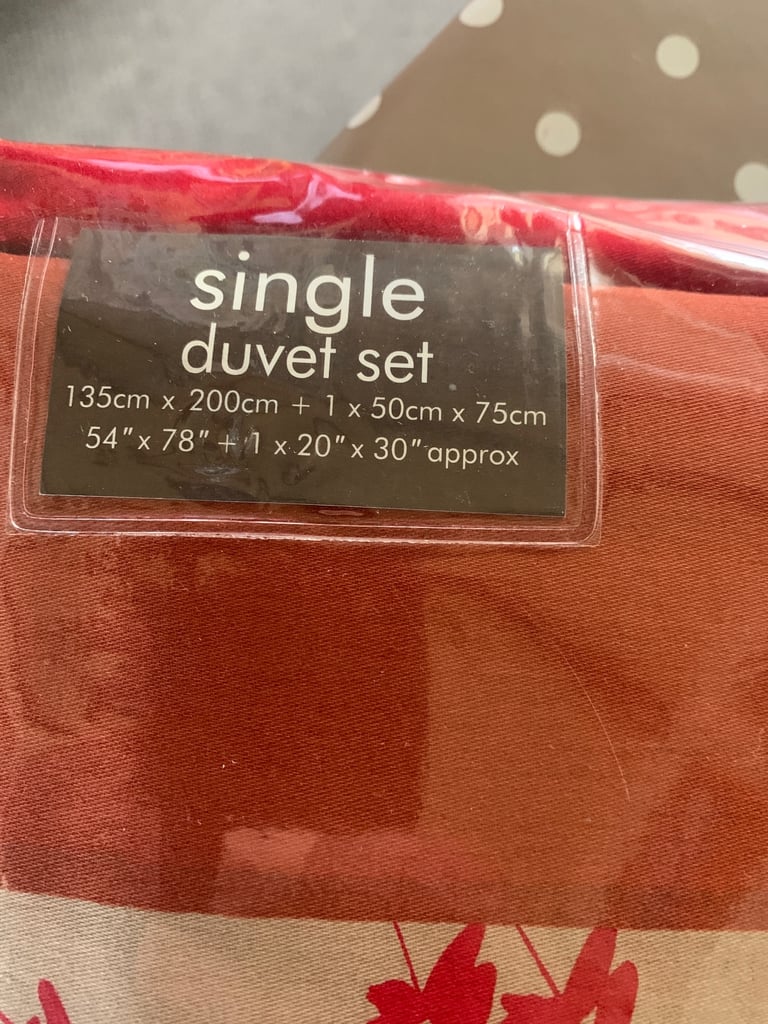 single
duvet set
135cm x 200cm + 1 x 50cm x 75cm
54" x 78" + 1 x 20" x 30" approx